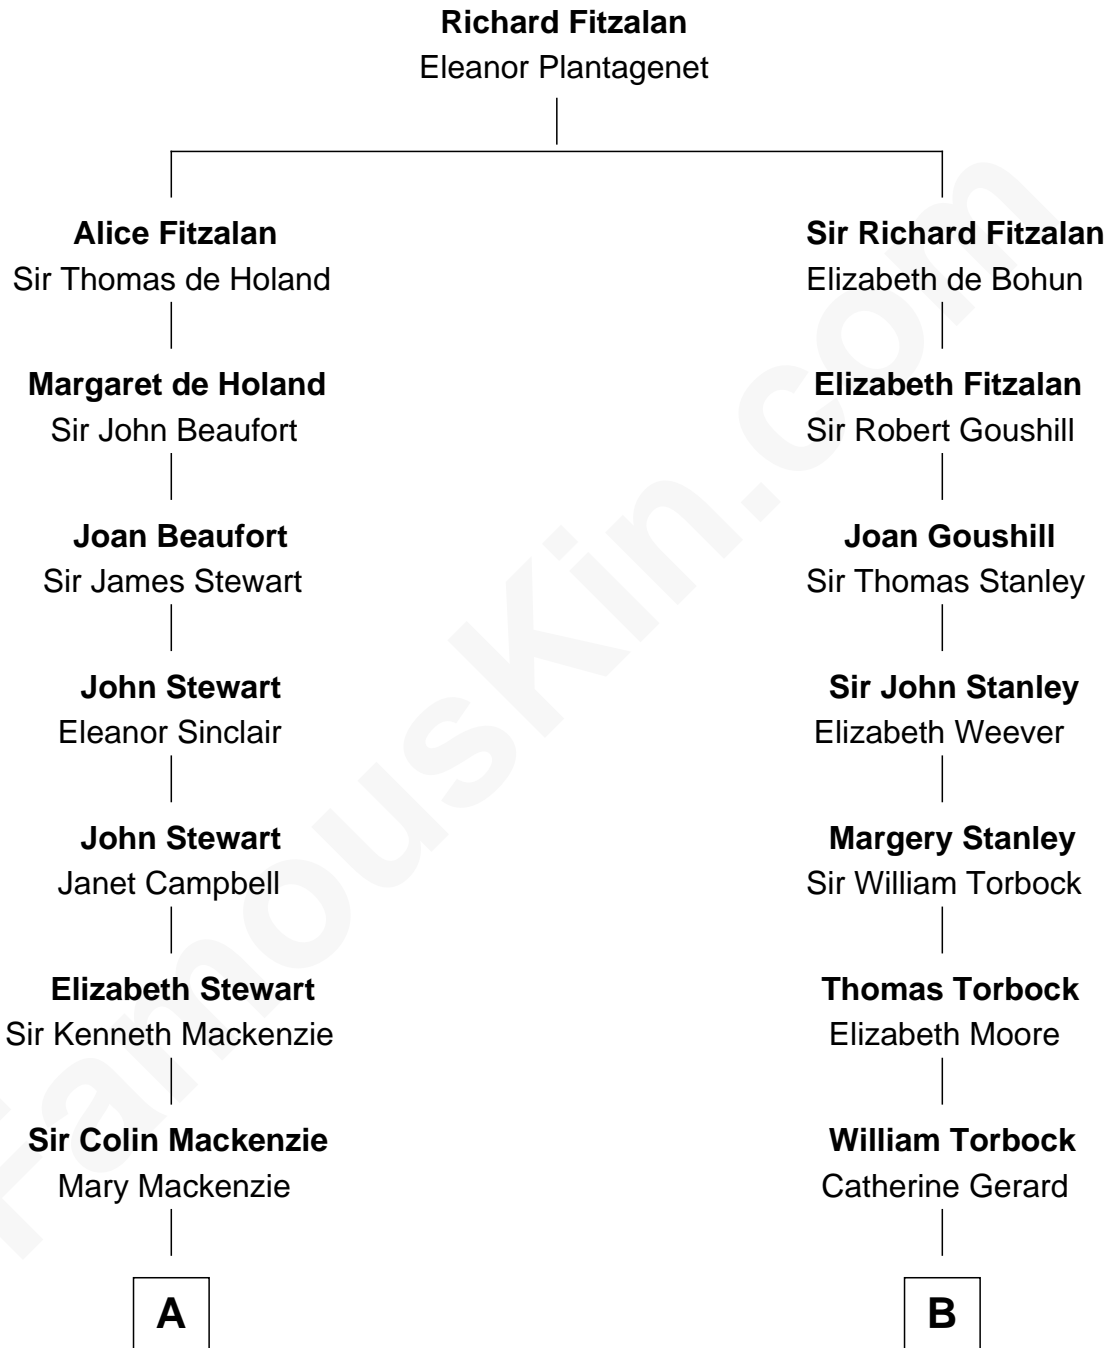 Richard Fitzalan
Eleanor Plantagenet
Alice Fitzalan
Sir Thomas de Holand
Margaret de Holand
Sir John Beaufort
Joan Beaufort
Sir James Stewart
John Stewart
Eleanor Sinclair
John Stewart
Janet Campbell
Elizabeth Stewart
Sir Kenneth Mackenzie
Sir Colin Mackenzie
Mary Mackenzie
A
Sir Richard Fitzalan
Elizabeth de Bohun
Elizabeth Fitzalan
Sir Robert Goushill
Joan Goushill
Sir Thomas Stanley
Sir John Stanley
Elizabeth Weever
Margery Stanley
Sir William Torbock
Thomas Torbock
Elizabeth Moore
William Torbock
Catherine Gerard
B
FamousKin.com